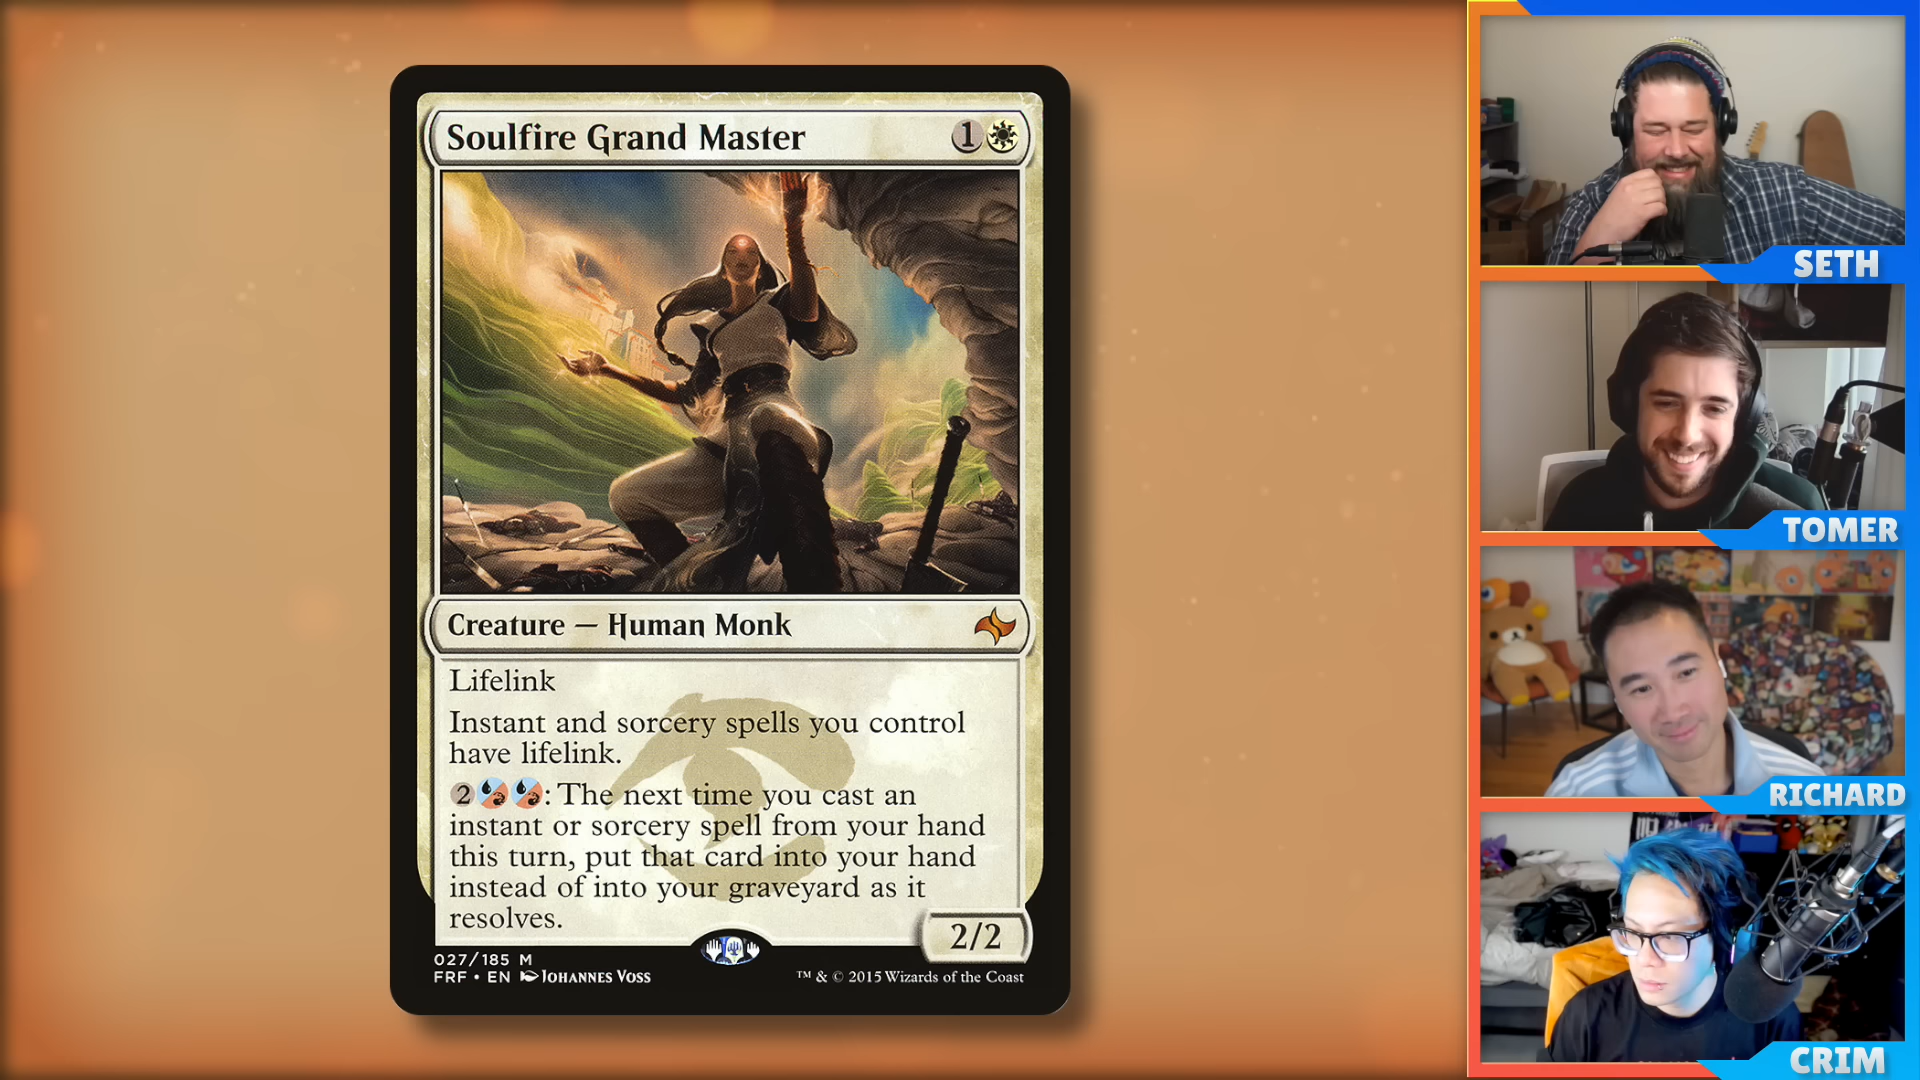 Soulfire Grand Master
1
Creature — Human Monk
Lifelink
Instant and sorcery spells you control
have lifelink.
2: The next time you cast an
instant or sorcery spell from your hand
this turn, put that card into your hand
instead of into your graveyard as it
resolves.
2/2
027/185 M
FRF • EN Johannes Voss
™ & © 2015 Wizards of the Coast
SETH
TOMER
RICHARD
CRIM